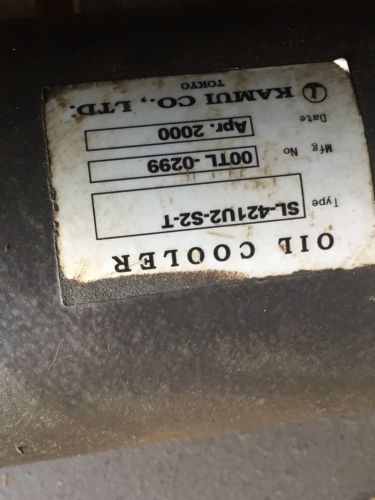 OIL COOLER
Type
SL-421U2-S2-T
Mfg No 00TL-0299
Date Apr. 2000
KAMUI CO., LTD.
TOKYO